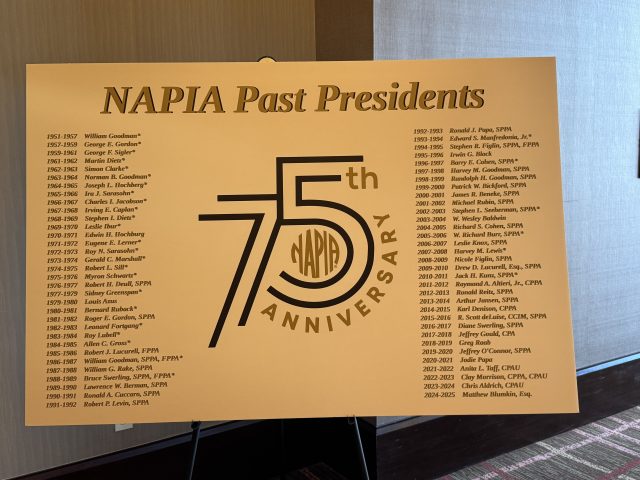 NAPIA Past Presidents
1951-1957 William Goodman*
1957-1959 George E. Gordon*
1959-1961 George F. Sigler*
1961-1962 Martin Dietz*
1962-1963 Simon Clarke*
1963-1964 Norman B. Goodman*
1964-1965 Joseph L. Hochberg*
1965-1966 Ira J. Sarasohn*
1966-1967 Charles I. Jacobson*
1967-1968 Irving E. Caplan*
1968-1969 Stephen I. Dietz*
1969-1970 Leslie Ibur*
1970-1971 Edwin H. Hochburg
1971-1972 Eugene E. Lerner*
1972-1973 Roy N. Sarasohn*
1973-1974 Gerald C. Marshall*
1974-1975 Robert L. Sill*
1975-1976 Myron Schwartz*
1976-1977 Robert H. Deull, SPPA
1977-1979 Sidney Greenspan*
1979-1980 Louis Anus
1980-1981 Bernard Ruback*
1981-1982 Roger E. Gordon, SPPA
1982-1983 Leonard Fortgang*
1983-1984 Roy Lubell*
1984-1985 Allen C. Gross*
1985-1986 Robert J. Lucurell, FPPA
1986-1987 William Goodman, SPPA, FPPA*
1987-1988 William G. Rake, SPPA
1988-1989 Bruce Swerling, SPPA, FPPA*
1989-1990 Lawrence W. Berman, SPPA
1990-1991 Ronald A. Cuccaro, SPPA
1991-1992 Robert P. Levin, SPPA
75th
NAPIA
ANNIVERSARY
1992-1993 Ronald J. Papa, SPPA
1993-1994 Edward S. Manfredonia, Jr.*
1994-1995 Stephen R. Figlin, SPPA, FPPA
1995-1996 Irwin G. Black
1996-1997 Barry E. Cohen, SPPA*
1997-1998 Harvey M. Goodman, SPPA
1998-1999 Randolph H. Goodman, SPPA
1999-2000 Patrick W. Bickford, SPPA
2000-2001 James R. Beneke, SPPA
2001-2002 Michael Rubin, SPPA
2002-2003 Stephen L. Seeherman, SPPA*
2003-2004 W. Wesley Baldwin
2004-2005 Richard S. Cohen, SPPA
2005-2006 W. Richard Burr, SPPA*
2006-2007 Leslie Knox, SPPA
2007-2008 Harvey M. Lewis*
2008-2009 Nicole Figlin, SPPA
2009-2010 Drew D. Lucurell, Esq., SPPA
2010-2011 Jack H. Kunz, SPPA*
2011-2012 Raymond A. Altieri, Jr., CPPA
2012-2013 Ronald Reitz, SPPA
2013-2014 Arthur Jansen, SPPA
2014-2015 Karl Denison, CPPA
2015-2016 R. Scott deLuise, CCIM, SPPA
2016-2017 Diane Swerling, SPPA
2017-2018 Jeffrey Gould, CPA
2018-2019 Greg Raab
2019-2020 Jeffrey O'Connor, SPPA
2020-2021 Jodie Papa
2021-2022 Anita L. Taff, CPAU
2022-2023 Clay Morrison, CPPA, CPAU
2023-2024 Chris Aldrich, CPAU
2024-2025 Matthew Blumkin, Esq.